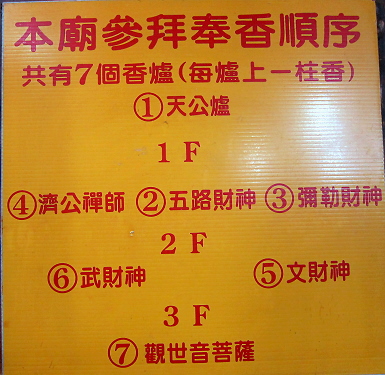 本廟參拜奉香順序
共有7個香爐(每爐上一柱香)
①天公爐
1F
④濟公禪師 ②五路財神 ③彌勒財神
2F
⑥武財神 ⑤文財神
3F
⑦觀世音菩薩